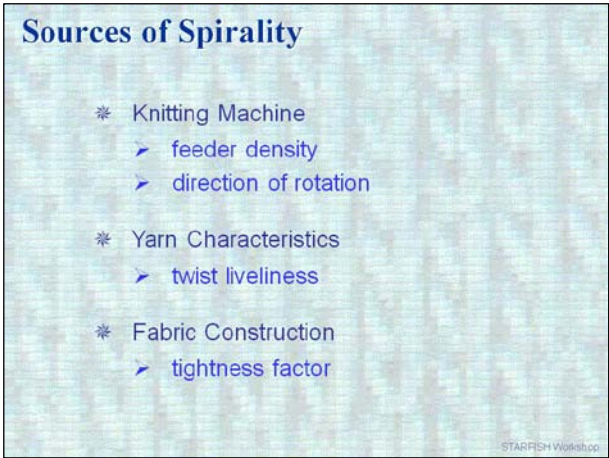 Sources of Spirality
Knitting Machine
feeder density
direction of rotation
Yarn Characteristics
twist liveliness
Fabric Construction
tightness factor
STARFISH Workshop